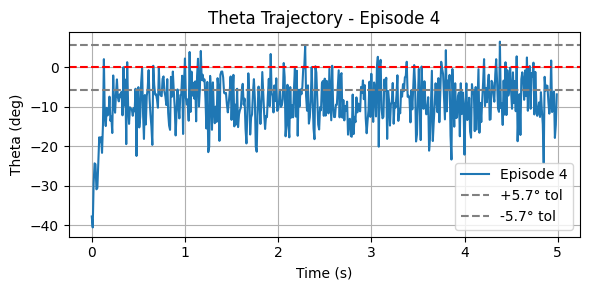 Theta Trajectory - Episode 4
Theta (deg)
0
−10
−20
−30
−40
0
1
2
3
4
5
Time (s)
Episode 4
+5.7° tol
-5.7° tol